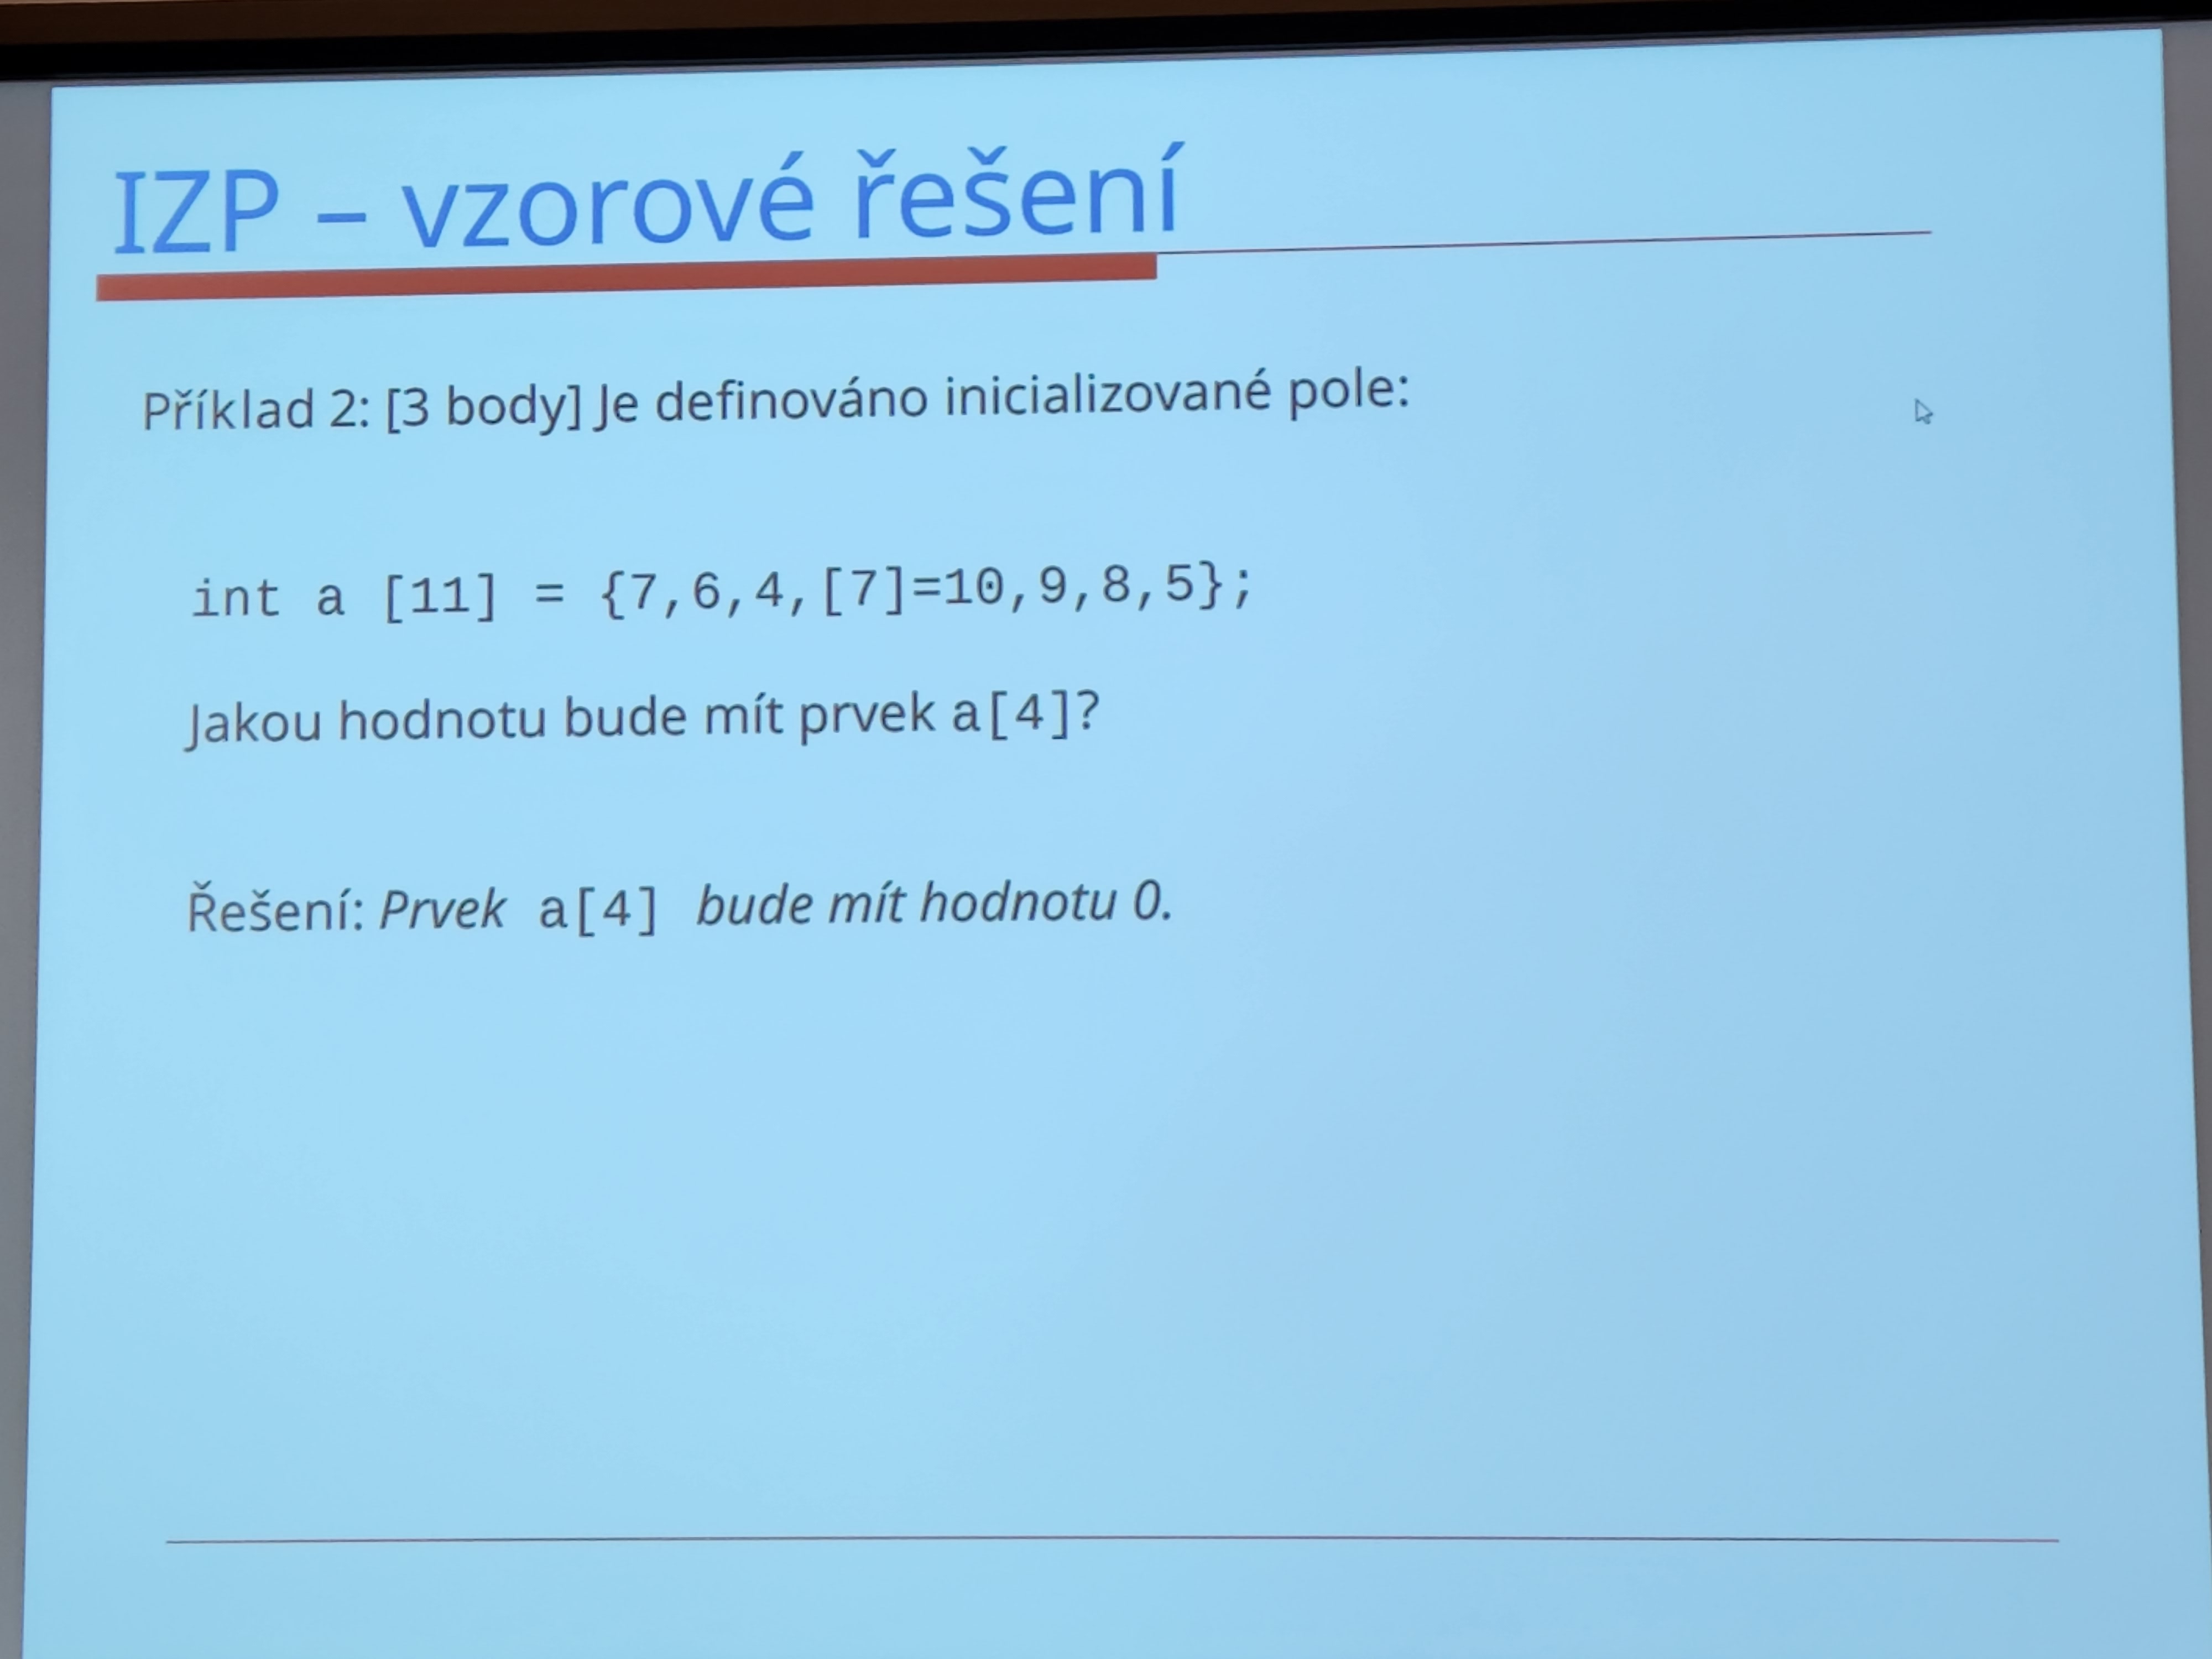 IZP – vzorové řešení
Příklad 2: [3 body] Je definováno inicializované pole:
int a [11] = {7,6,4,[7]=10,9,8,5};
Jakou hodnotu bude mít prvek a[4]?
Řešení: Prvek a[4] bude mít hodnotu 0.